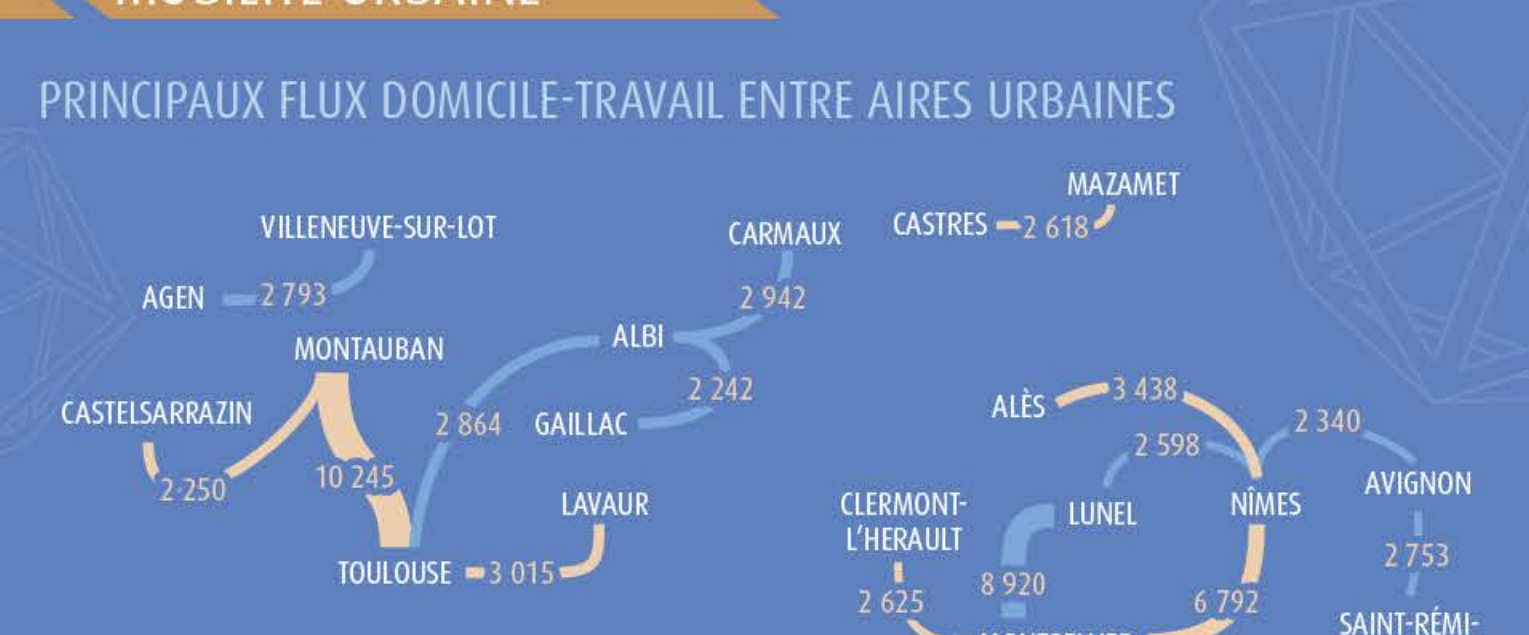 MOBILITÉ URBAINE
PRINCIPAUX FLUX DOMICILE-TRAVAIL ENTRE AIRES URBAINES
MAZAMET
VILLENEUVE-SUR-LOT
CARMAUX
CASTRES
2 618
AGEN
2 793
2 942
MONTAUBAN
ALBI
2 242
ALÈS
3 438
CASTELSARRAZIN
2 864
GAILLAC
2 598
2 340
2 250
10 245
LAVAUR
CLERMONT-
L'HERAULT
LUNEL
NÎMES
AVIGNON
TOULOUSE
3 015
8 920
2 753
2 625
6 792
SAINT-RÉMI-